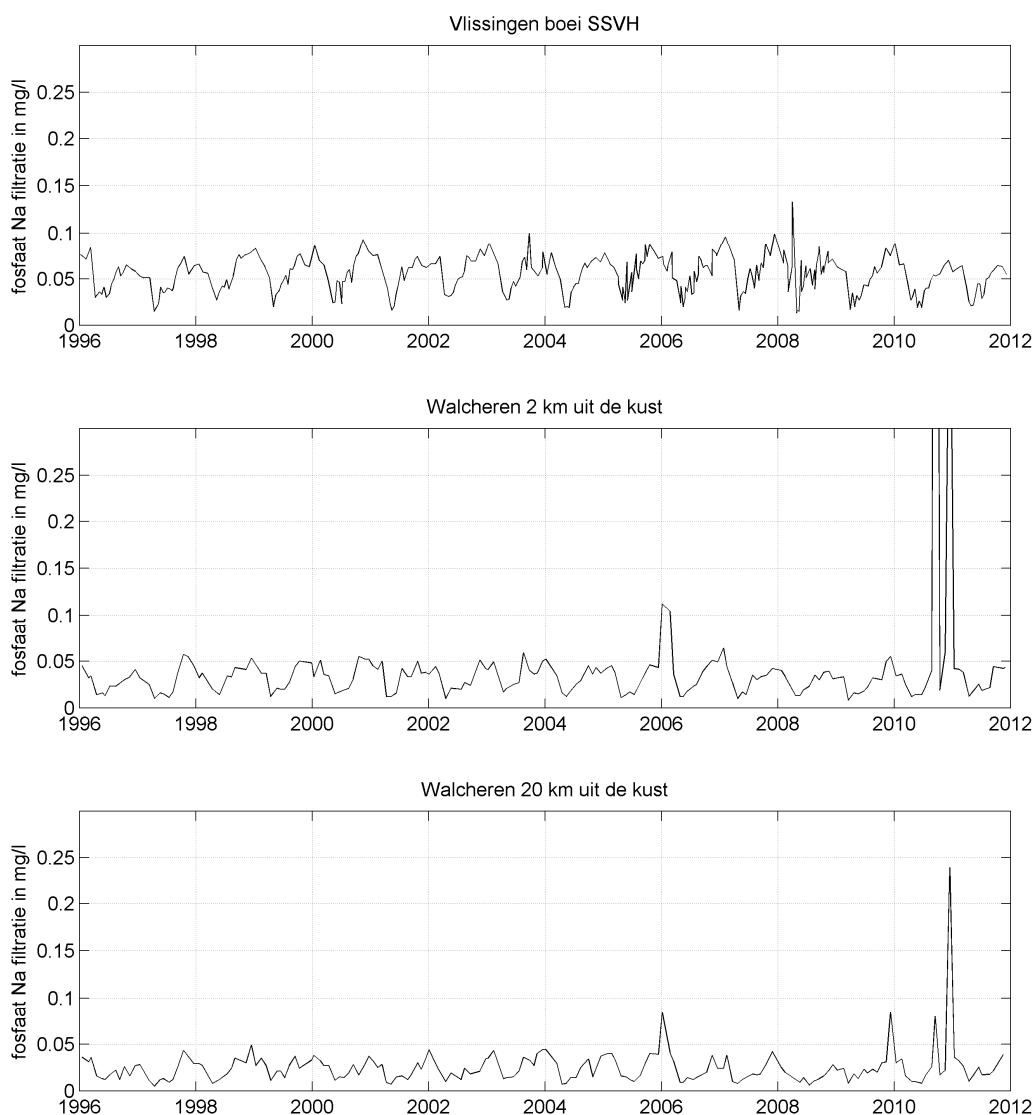 Vlissingen boei SSVH
fosfaat Na filtratie in mg/l
0.25
0.2
0.15
0.1
0.05
0
1996 1998 2000 2002 2004 2006 2008 2010 2012
Walcheren 2 km uit de kust
fosfaat Na filtratie in mg/l
0.25
0.2
0.15
0.1
0.05
0
1996 1998 2000 2002 2004 2006 2008 2010 2012
Walcheren 20 km uit de kust
fosfaat Na filtratie in mg/l
0.25
0.2
0.15
0.1
0.05
0
1996 1998 2000 2002 2004 2006 2008 2010 2012